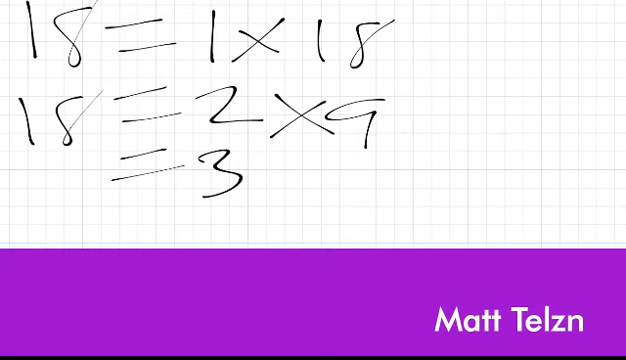 18 = 1 × 18
18 = 2 × 9
= 3
Matt Telzn